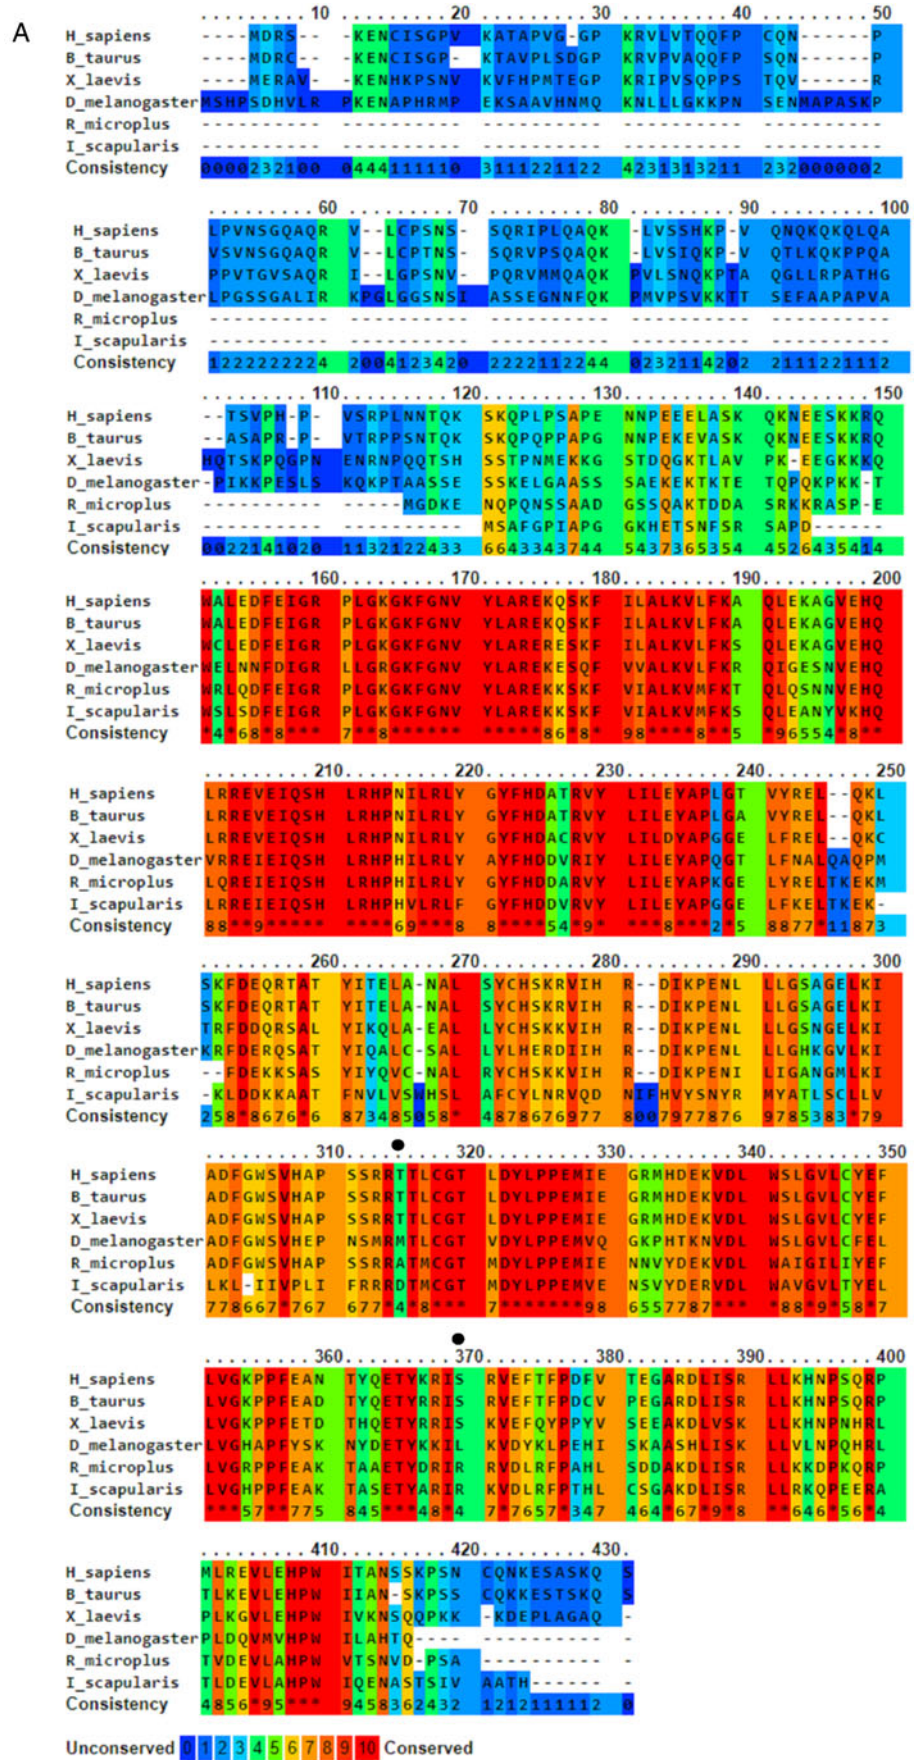 A
. . . . . . . . 10 . . . . . . . . 20 . . . . . . . . 30 . . . . . . . . 40 . . . . . . . . 50
H_sapiens ----MDRS-- -KENCISGPV KATAPVG-GP KRVLVTQQFP CQN------P
B_taurus ----MDRC-- -KENCISGP- KTAVPLSDGP KRVPVAQQFP SQN------P
X_laevis ----MERAV- -KENHKPSNV KVFHPMTEGP KRIPVSQPPS TQV------R
D_melanogaster MSHPSDHVLR PKENAPHRMP EKSAAVHNMQ KNLLLGKKPN SENMAPASKP
R_microplus ---------- ---------- ---------- ---------- ----------
I_scapularis ---------- ---------- ---------- ---------- ----------
Consistency 0000232100 0444111110 3111221122 4231313211 2320000002
. . . . . . . . 60 . . . . . . . . 70 . . . . . . . . 80 . . . . . . . . 90 . . . . . . . . 100
H_sapiens LPVNSGQAQR V--LCPSNS- SQRIPLQAQK -LVSSHKP-V QNQKQKQLQA
B_taurus VSVNSGQAQR V--LGPTNS- SQRVPSQAQK -LVSIQKP-V QTLKQKPPQA
X_laevis PPVTGVSAQR I--LGPSNV- PQRVMMQAQK PVLSNQKPTA QGLLRPATHG
D_melanogaster LPGSSGALIR KPGLGGSNSI ASSEGNNFQK PMVPSVKKTT SEFAAPAPVA
R_microplus ---------- ---------- ---------- ---------- ----------
I_scapularis ---------- ---------- ---------- ---------- ----------
Consistency 1222222224 2004123420 2222112244 0232114202 2111221112
. . . . . . . . 110 . . . . . . . . 120 . . . . . . . . 130 . . . . . . . . 140 . . . . . . . . 150
H_sapiens --TSVPH-P- VSRPLNNTQK SKQPLPSAPE NNPEEELASK QKNEESKKRQ
B_taurus --ASAPR-P- VTRPPSNTQK SKQPQPPAPG NNPEKEVASK QKNEESKKRQ
X_laevis HQTSKPQGPN ENRNPQQTSH SSTPNMEKKG STDQGKTLAV PK-EEGKKKQ
D_melanogaster -PIKKPESLS KQKPTAASSE SSKELGAASS SAEKEKTKTE TQPQKPKK-T
R_microplus ---------- -----MGDKE NQPQNSSAAD GSSQAKTDDA SRKKRASP-E
I_scapularis ---------- ---------- MSAFGPIAPG GKHETSNFSR SAPD------
Consistency 0022141020 1132122433 6643343744 5437365354 4526435414
. . . . . . . . 160 . . . . . . . . 170 . . . . . . . . 180 . . . . . . . . 190 . . . . . . . . 200
H_sapiens WALEDFEIGR PLGKGKFGNV YLAREKQSKF ILALKVLFKA QLEKAGVEHQ
B_taurus WALEDFEIGR PLGKGKFGNV YLAREKQSKF ILALKVLFKA QLEKAGVEHQ
X_laevis WCLEDFEIGR PLGKGKFGNV YLARERESKF ILALKVLFKS QLEKAGVEHQ
D_melanogaster WELNNFDIGR LLGRGKFGNV YLAREKESQF VVALKVLFKR QIGESNVEHQ
R_microplus WRLQDFEIGR PLGKGKFGNV YLAREKKSKF VIALKVMFKT QLQSNNVEHQ
I_scapularis WSLSDFEIGR PLGKGKFGNV YLAREKKSKF VIALKVMFKS QLEANYVKHQ
Consistency *4*68*8*** 7**8****** *****86*8* 98****8**5 *96554*8**
. . . . . . . . 210 . . . . . . . . 220 . . . . . . . . 230 . . . . . . . . 240 . . . . . . . . 250
H_sapiens LRREVEIQSH LRHPNILRLY GYFHDATRVY LILEYAPLGT VYREL--QKL
B_taurus LRREVEIQSH LRHPNILRLY GYFHDATRVY LILEYAPLGA VYREL--QKL
X_laevis LRREVEIQSH LRHPNILRLY GYFHDACRVY LILDYAPGGE LFREL--QKC
D_melanogaster VRREIEIQSH LRHPHILRLY AYFHDDVRIY LILEYAPQGT LFNALQAQPM
R_microplus LQREIEIQSH LRHPHILRLY GYFHDDARVY LILEYAPKGE LYRELTKEKM
I_scapularis LRREIEIQSH LRHPHVLRLF GYFHDDVRVY LILEYAPGGE LFKELTKEK-
Consistency 88**9***** ****69***8 8****54*9* ***8***2*5 8877*11873
. . . . . . . . 260 . . . . . . . . 270 . . . . . . . . 280 . . . . . . . . 290 . . . . . . . . 300
H_sapiens SKFDEQRTAT YITELA-NAL SYCHSKRVIH R--DIKPENL LLGSAGELKI
B_taurus SKFDEQRTAT YITELA-NAL SYCHSKRVIH R--DIKPENL LLGSAGELKI
X_laevis TRFDDQRSAL YIKQLA-EAL LYCHSKKVIH R--DIKPENL LLGSNGELKI
D_melanogaster KRFDERQSAT YIQALC-SAL LYLHERDIIH R--DIKPENL LLGHKGVLKI
R_microplus --FDEKKSAS YIYQVC-NAL RYCHSKKVIH R--DIKPENI LIGANGMLKI
I_scapularis -KLDDKKAAT FNVLVSWHSL AFCYLNRVQD NIFHVYSNYR MYATLSCLLV
Consistency 258*8676*6 873485058* 4878676977 8007977876 9785383*79
●
. . . . . . . . 310 . . . . . . . . 320 . . . . . . . . 330 . . . . . . . . 340 . . . . . . . . 350
H_sapiens ADFGWSVHAP SSRRTTLCGT LDYLPPEMIE GRMHDEKVDL WSLGVLCYEF
B_taurus ADFGWSVHAP SSRRTTLCGT LDYLPPEMIE GRMHDEKVDL WSLGVLCYEF
X_laevis ADFGWSVHAP SSRRTTLCGT LDYLPPEMIE GRMHDEKVDL WSLGVLCYEF
D_melanogaster ADFGWSVHEP NSMRMTLCGT VDYLPPEMVQ GKPHTKNVDL WSLGVLCFEL
R_microplus ADFGWSVHAP SSRRATMCGT MDYLPPEMIE NNVYDEKVDL WAIGILIYEF
I_scapularis LKL-IIVPLI FRRRDTMCGT MDYLPPEMVE NSVYDERVDL WAVGVLTYEL
Consistency 778667*767 677*4*8*** 7*******98 6557787*** *88*9*58*7
●
. . . . . . . . 360 . . . . . . . . 370 . . . . . . . . 380 . . . . . . . . 390 . . . . . . . . 400
H_sapiens LVGKPPFEAN TYQETYKRIS RVEFTFPDFV TEGARDLISR LLKHNPSQRP
B_taurus LVGKPPFEAD TYQETYRRIS RVEFTFPDCV PEGARDLISR LLKHNPSQRP
X_laevis LVGKPPFETD THQETYRRIS KVEFQYPPYV SEEAKDLVSK LLKHNPNHRL
D_melanogaster LVGHAPFYSK NYDETYKKIL KVDYKLPEHI SKAASHLISK LLVLNPQHRL
R_microplus LVGRPPFEAK TAAETYDRIR RVDLRFPAHL SDDAKDLISR LLKKDPKQRP
I_scapularis LVGHPPFEAK TASETYARIR KVDLRFPTHL CSGAKDLISR LLRKQPEERA
Consistency ***57**775 845***48*4 7*7657*347 464*67*9*8 **646*56*4
. . . . . . . . 410 . . . . . . . . 420 . . . . . . . . 430 .
H_sapiens MLREVLEHPW ITANSSKPSN CQNKESASKQ S
B_taurus TLKEVLEHPW IIAN-SKPSS CQKKESTSKQ S
X_laevis PLKGVLEHPW IVKNSQQPKK -KDEPLAGAQ -
D_melanogaster PLDQVMVHPW ILAHTQ---- ---------- -
R_microplus TVDEVLAHPW VTSNVD-PSA ---------- -
I_scapularis TLDEVLAHPW IQENASTSIV AATH------ -
Consistency 4856*95*** 9458362432 1212111112 0
Unconserved 0 1 2 3 4 5 6 7 8 9 10 Conserved